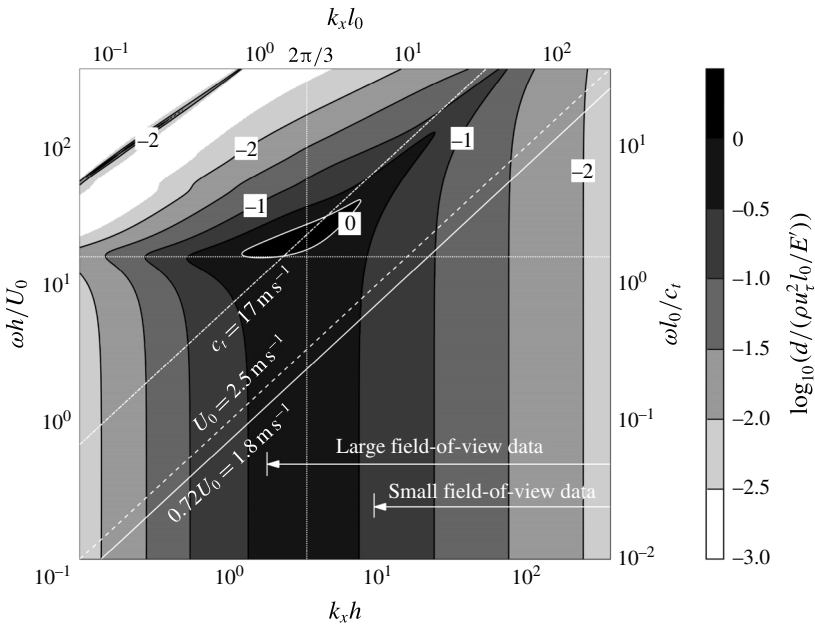 k_x l_0
10^{-1} 10^0 2π/3 10^1 10^2
10^2
10^1
10^0
ωh/U_0
–2
–2
–1
–1
0
–2
c_t = 17 m s^{-1}
U_0 = 2.5 m s^{-1}
0.72U_0 = 1.8 m s^{-1}
Large field-of-view data
Small field-of-view data
10^1
10^0
10^{-1}
10^{-2}
ωl_0/c_t
10^{-1} 10^0 10^1 10^2
k_x h
0
–0.5
–1.0
–1.5
–2.0
–2.5
–3.0
log_{10}(d/(ρu_τ^2 l_0/E′))